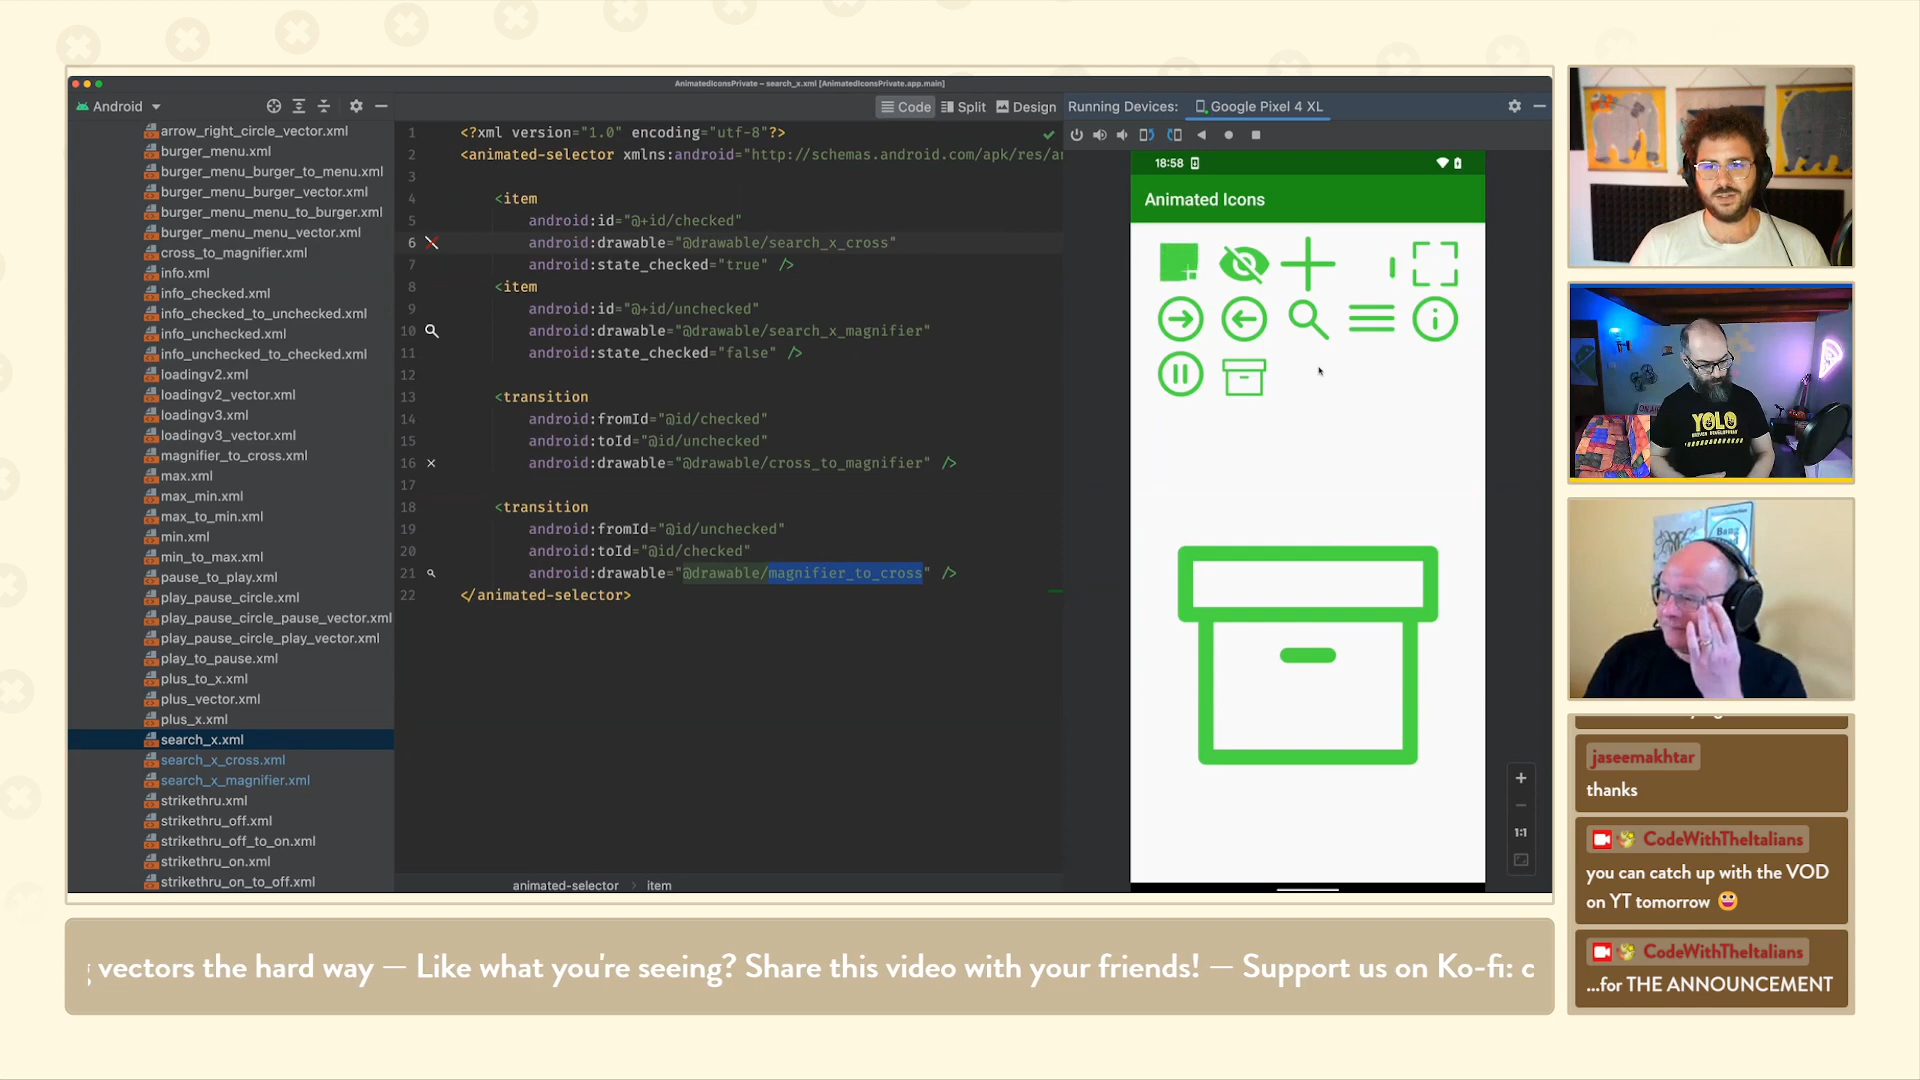 AnimatedIconsPrivate – search_x.xml [AnimatedIconsPrivate.app.main]
Android
Code
Split
Design
Running Devices:
Google Pixel 4 XL
arrow_right_circle_vector.xml
burger_menu.xml
burger_menu_burger_to_menu.xml
burger_menu_burger_vector.xml
burger_menu_menu_to_burger.xml
burger_menu_menu_vector.xml
cross_to_magnifier.xml
info.xml
info_checked.xml
info_checked_to_unchecked.xml
info_unchecked.xml
info_unchecked_to_checked.xml
loadingv2.xml
loadingv2_vector.xml
loadingv3.xml
loadingv3_vector.xml
magnifier_to_cross.xml
max.xml
max_min.xml
max_to_min.xml
min.xml
min_to_max.xml
pause_to_play.xml
play_pause_circle.xml
play_pause_circle_pause_vector.xml
play_pause_circle_play_vector.xml
play_to_pause.xml
plus_to_x.xml
plus_vector.xml
plus_x.xml
search_x.xml
search_x_cross.xml
search_x_magnifier.xml
strikethru.xml
strikethru_off.xml
strikethru_off_to_on.xml
strikethru_on.xml
strikethru_on_to_off.xml
1 <?xml version="1.0" encoding="utf-8"?>
2 <animated-selector xmlns:android="http://schemas.android.com/apk/res/
3
4 <item
5 android:id="@+id/checked"
6 android:drawable="@drawable/search_x_cross"
7 android:state_checked="true" />
8 <item
9 android:id="@+id/unchecked"
10 android:drawable="@drawable/search_x_magnifier"
11 android:state_checked="false" />
12
13 <transition
14 android:fromId="@id/checked"
15 android:toId="@id/unchecked"
16 android:drawable="@drawable/cross_to_magnifier" />
17
18 <transition
19 android:fromId="@id/unchecked"
20 android:toId="@id/checked"
21 android:drawable="@drawable/magnifier_to_cross" />
22 </animated-selector>
animated-selector > item
18:58
Animated Icons
1:1
YOLO
jaseemakhtar
thanks
CodeWithTheItalians
you can catch up with the VOD
on YT tomorrow 😀
CodeWithTheItalians
...for THE ANNOUNCEMENT
vectors the hard way — Like what you're seeing? Share this video with your friends! — Support us on Ko-fi: c